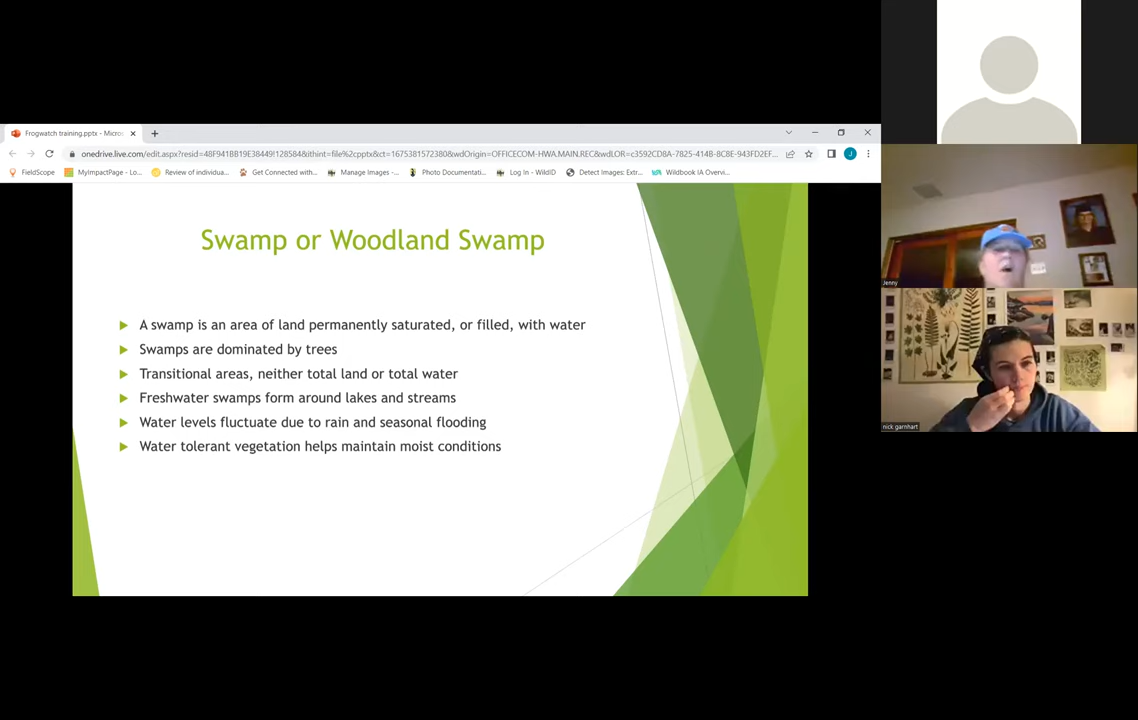 Frogwatch training.pptx - Micros
onedrive.live.com/edit.aspx?resid=48F941BB19E38449!128584&ithint=file%2cpptx&ct=1675381572380&wdOrigin=OFFICECOM-HWA.MAIN.REC&wdLOR=c3592CD8A-7825-414B-8C8E-943FD2EF...
FieldScope MyImpactPage - Lo... Review of individua... Get Connected with... Manage Images -... Photo Documentati... Log In - WildID Detect Images: Extr... Wildbook IA Overvi...
Swamp or Woodland Swamp
A swamp is an area of land permanently saturated, or filled, with water
Swamps are dominated by trees
Transitional areas, neither total land or total water
Freshwater swamps form around lakes and streams
Water levels fluctuate due to rain and seasonal flooding
Water tolerant vegetation helps maintain moist conditions
Jenny
nick garnhart